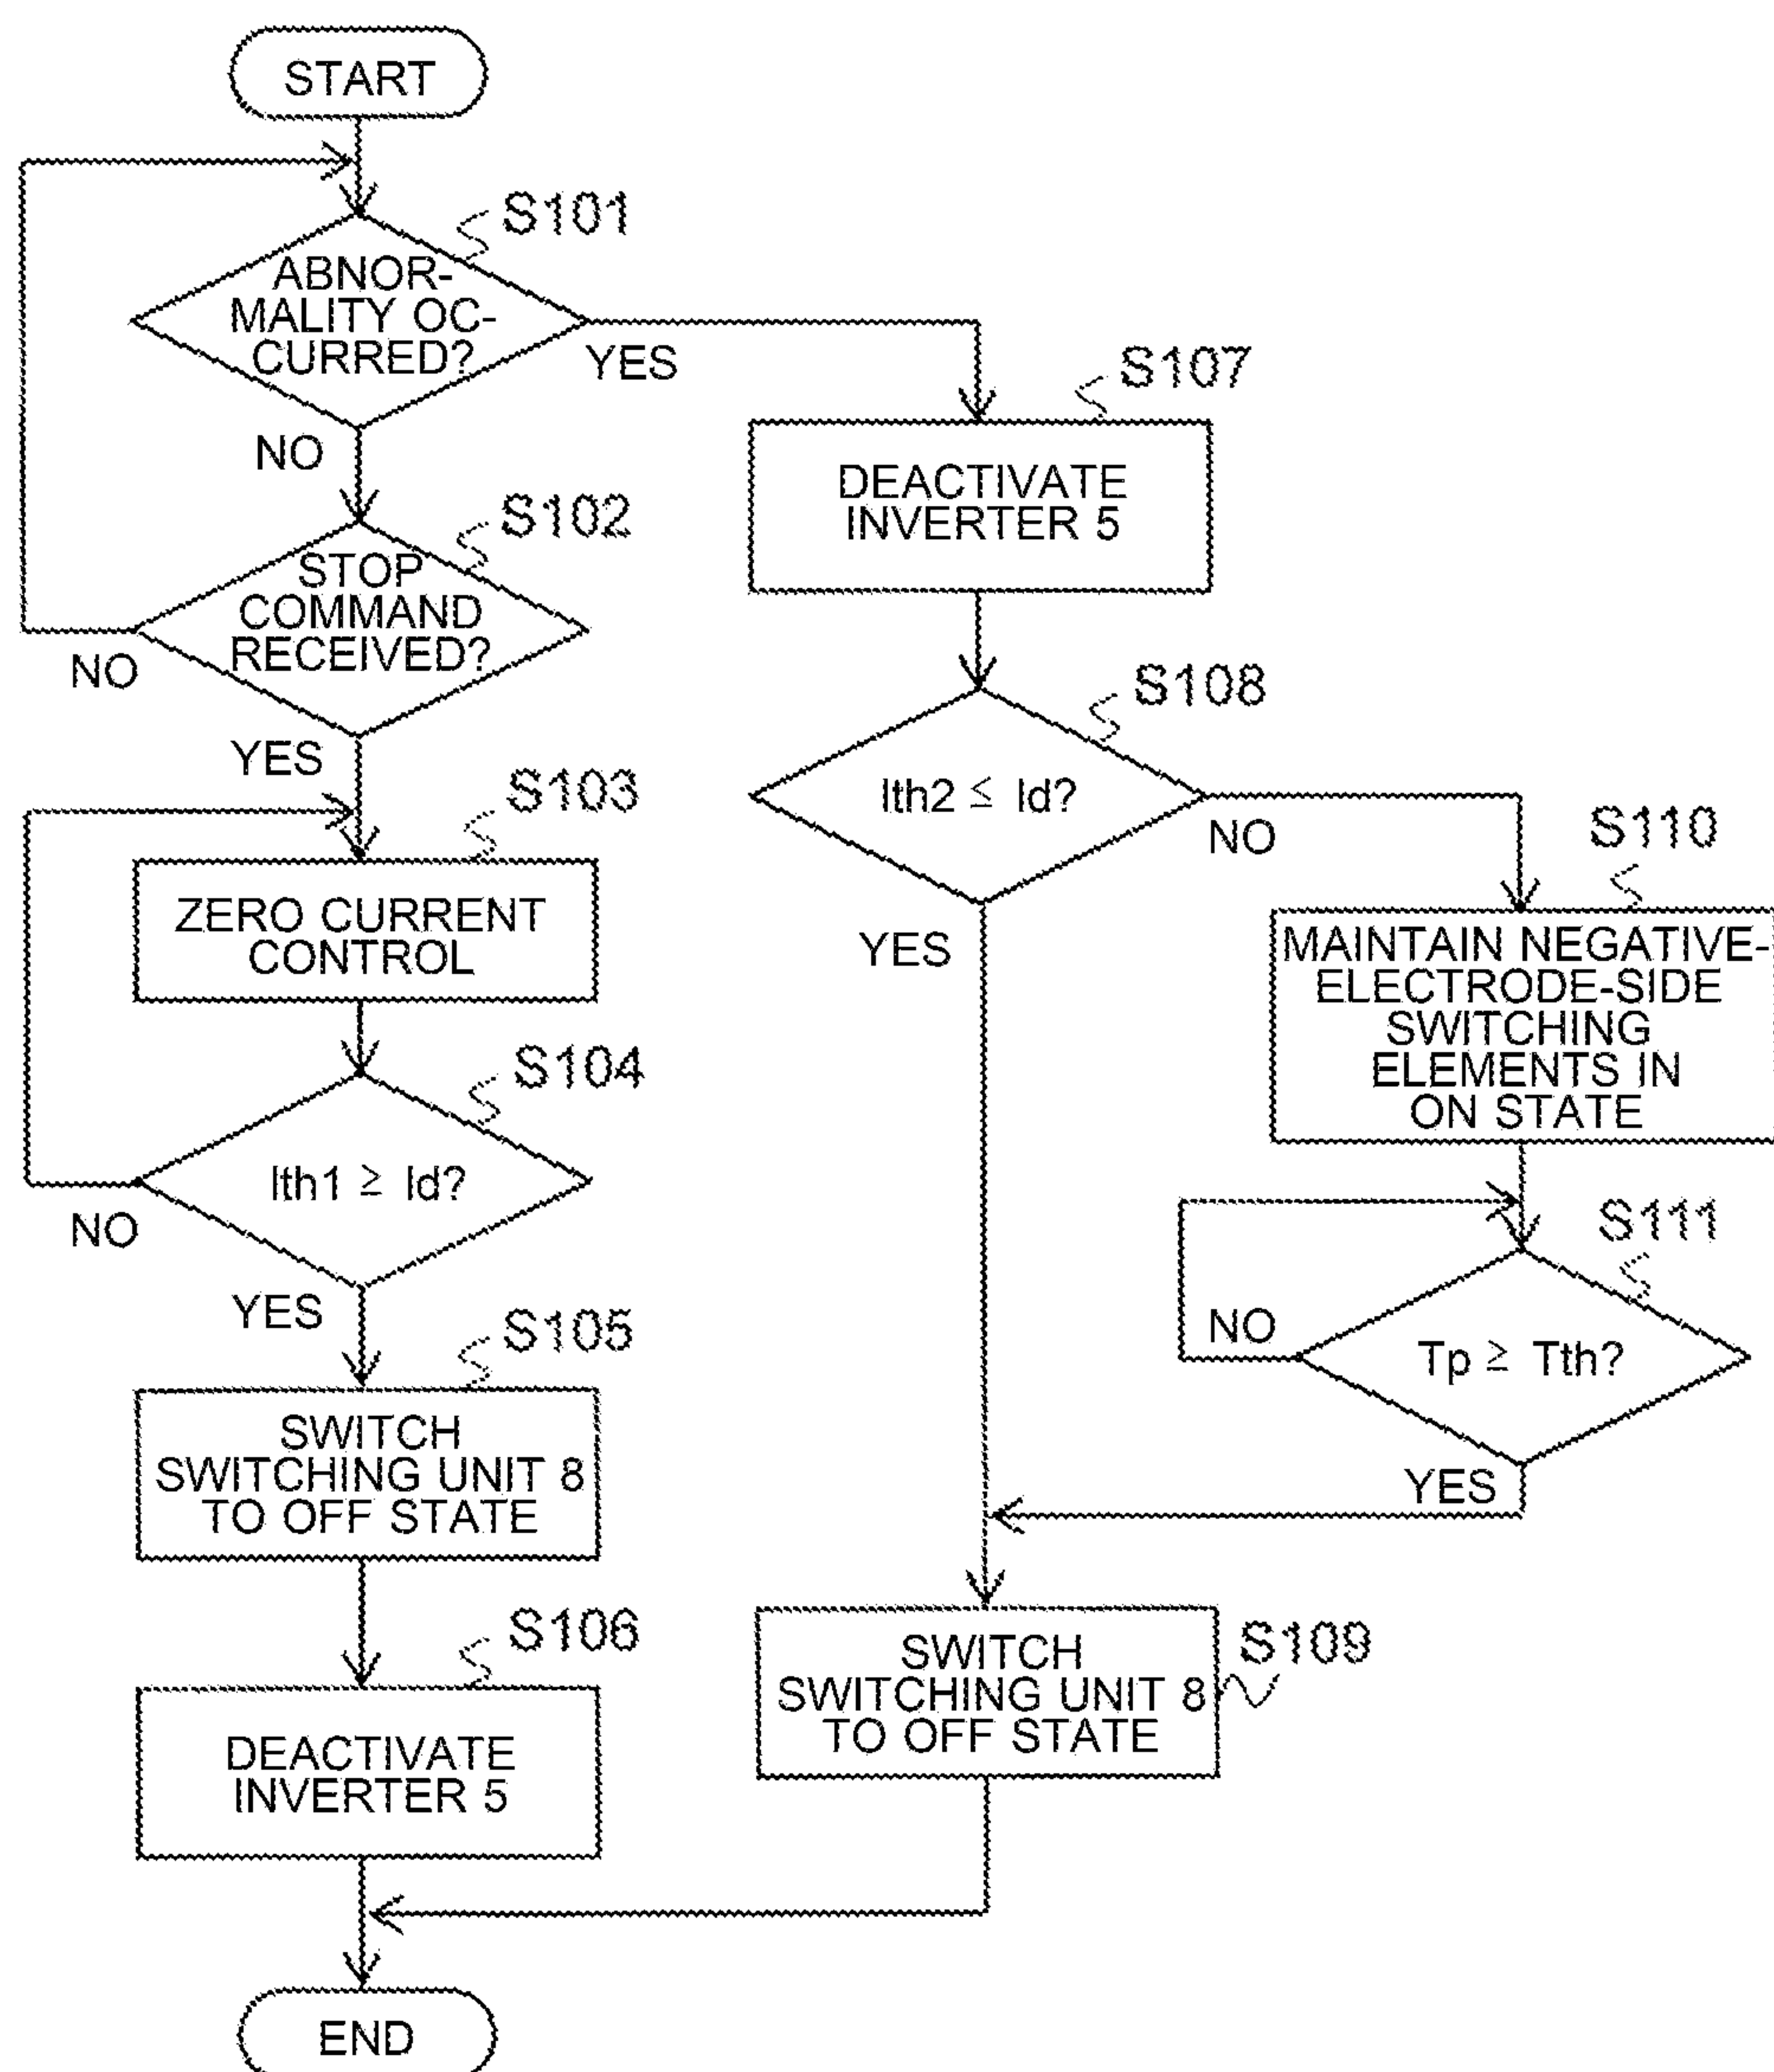 START
S101
ABNOR-
MALITY OC-
CURRED?
YES
NO
S102
STOP
COMMAND
RECEIVED?
NO
YES
S103
ZERO CURRENT
CONTROL
S104
Ith1 ≥ Id?
NO
YES
S105
SWITCH
SWITCHING UNIT 8
TO OFF STATE
S106
DEACTIVATE
INVERTER 5
S107
DEACTIVATE
INVERTER 5
S108
Ith2 ≤ Id?
NO
YES
S110
MAINTAIN NEGATIVE-
ELECTRODE-SIDE
SWITCHING
ELEMENTS IN
ON STATE
S111
Tp ≥ Tth?
NO
YES
S109
SWITCH
SWITCHING UNIT 8
TO OFF STATE
END